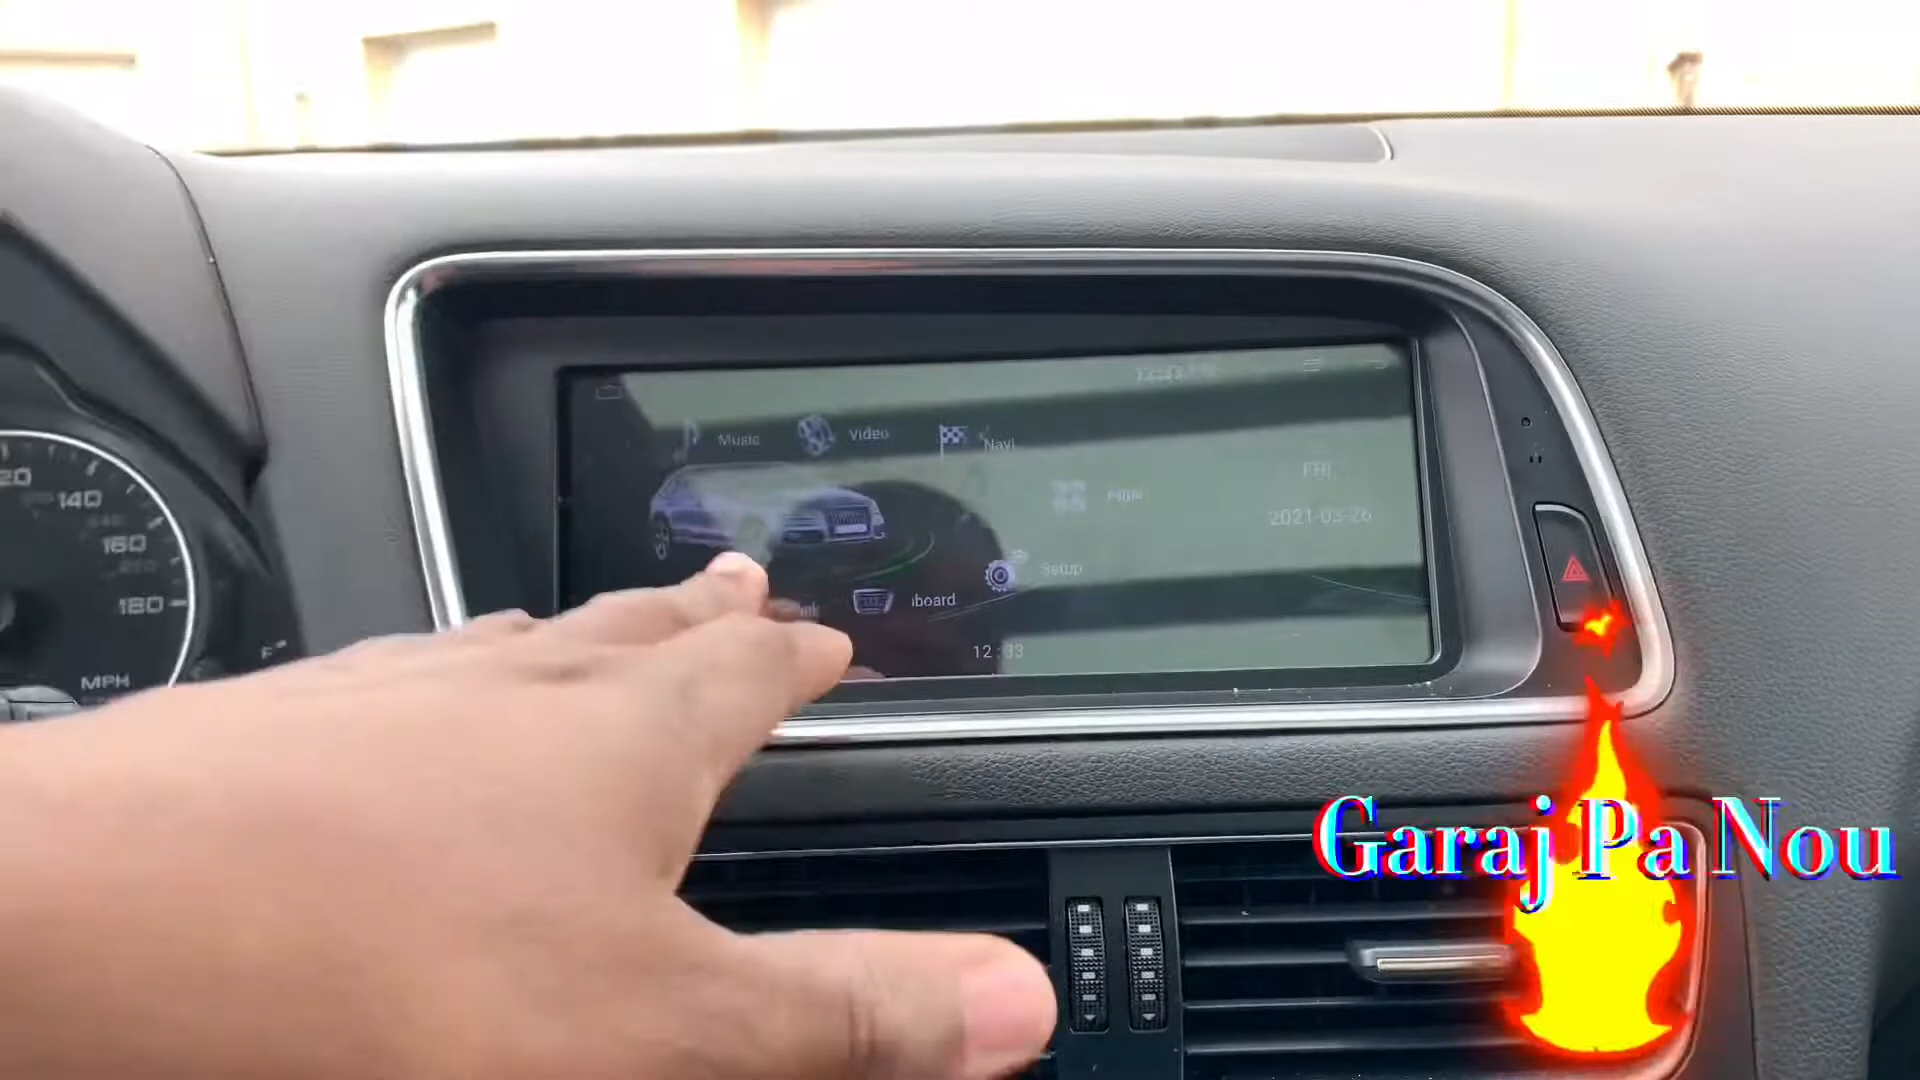 Music
Video
Navi
Apps
FRI
2021-03-26
Setup
board
12:33
20
140
160
180
MPH
Garaj Pa Nou